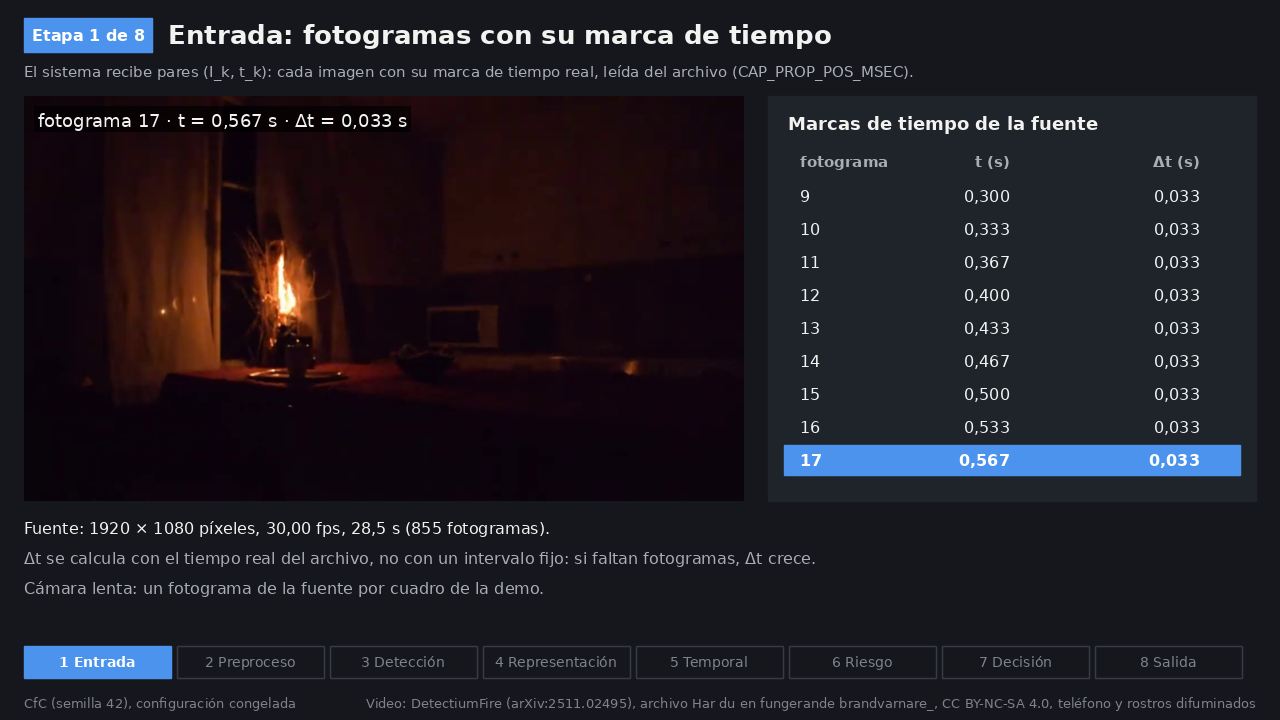 Etapa 1 de 8
Entrada: fotogramas con su marca de tiempo
El sistema recibe pares (I_k, t_k): cada imagen con su marca de tiempo real, leída del archivo (CAP_PROP_POS_MSEC).
fotograma 17 · t = 0,567 s · Δt = 0,033 s
Marcas de tiempo de la fuente
fotograma t (s) Δt (s)
9 0,300 0,033
10 0,333 0,033
11 0,367 0,033
12 0,400 0,033
13 0,433 0,033
14 0,467 0,033
15 0,500 0,033
16 0,533 0,033
17 0,567 0,033
Fuente: 1920 × 1080 píxeles, 30,00 fps, 28,5 s (855 fotogramas).
Δt se calcula con el tiempo real del archivo, no con un intervalo fijo: si faltan fotogramas, Δt crece.
Cámara lenta: un fotograma de la fuente por cuadro de la demo.
1 Entrada 2 Preproceso 3 Detección 4 Representación 5 Temporal 6 Riesgo 7 Decisión 8 Salida
CfC (semilla 42), configuración congelada
Video: DetectiumFire (arXiv:2511.02495), archivo Har du en fungerande brandvarnare_, CC BY-NC-SA 4.0, teléfono y rostros difuminados